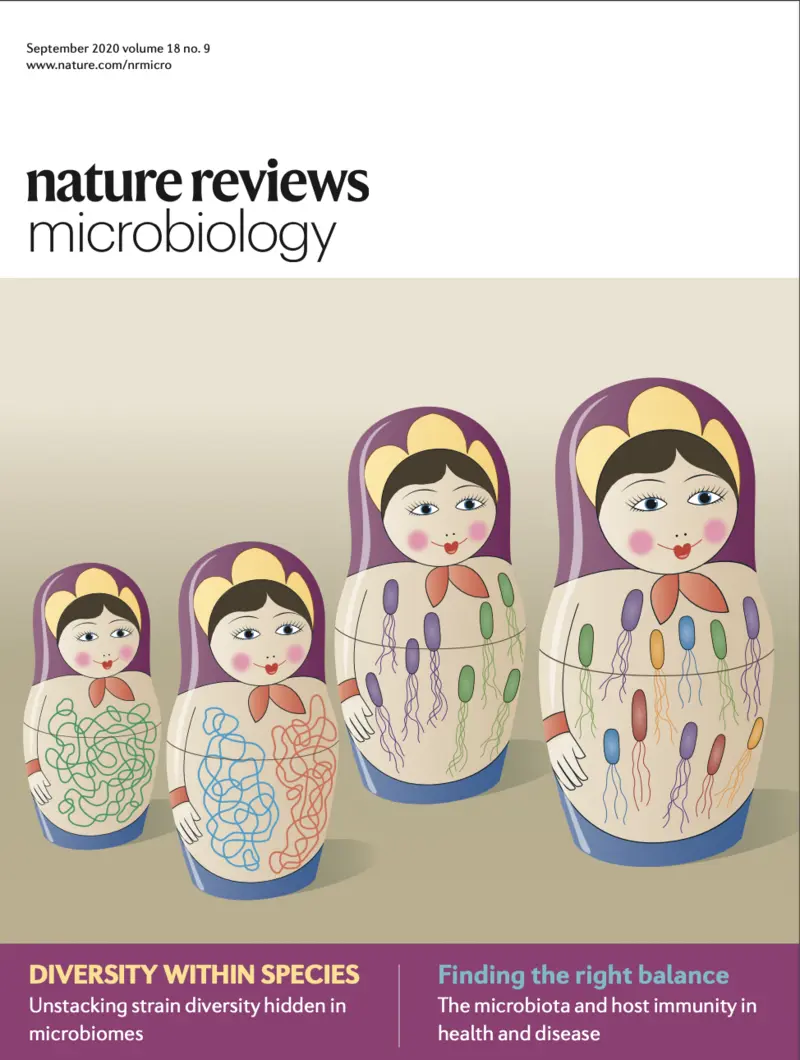 September 2020 volume 18 no. 9
www.nature.com/nrmicro
nature reviews
microbiology
DIVERSITY WITHIN SPECIES
Unstacking strain diversity hidden in
microbiomes
Finding the right balance
The microbiota and host immunity in
health and disease